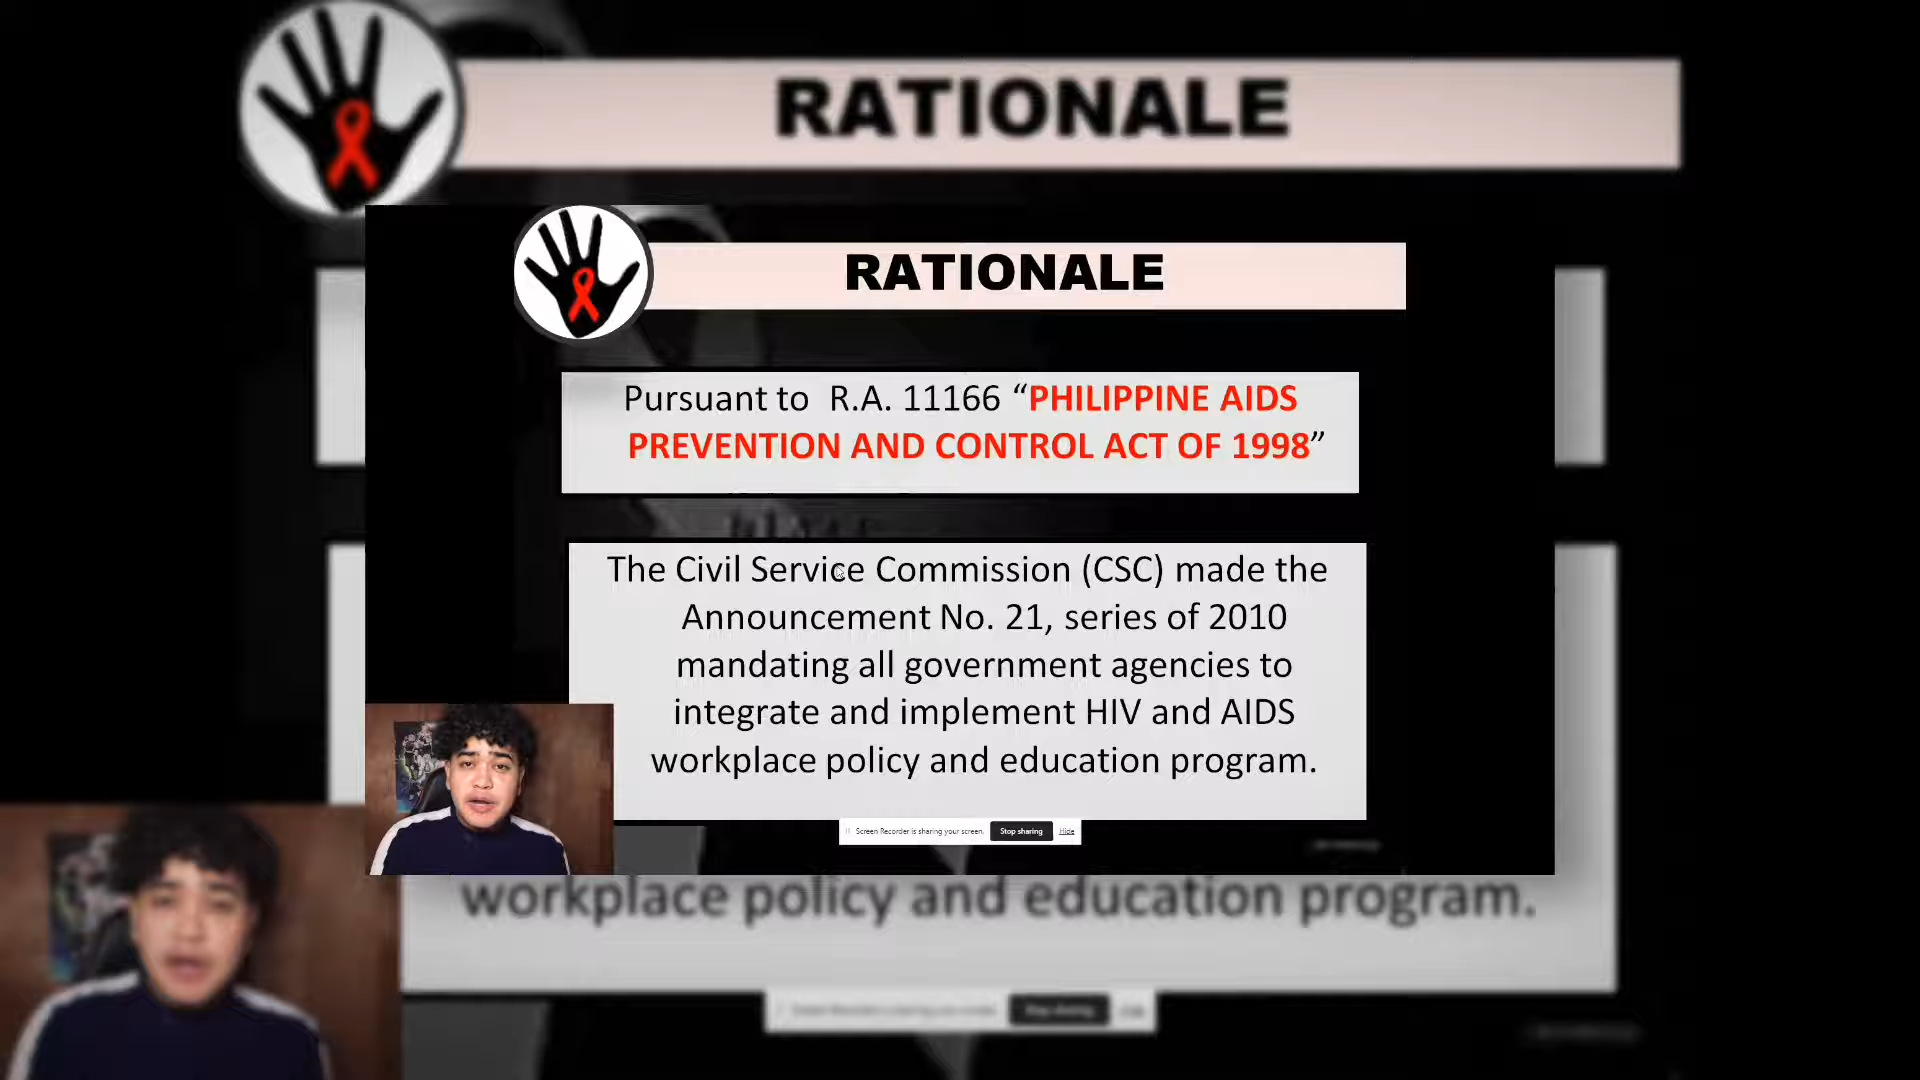 RATIONALE
RATIONALE
Pursuant to R.A. 11166 “PHILIPPINE AIDS
PREVENTION AND CONTROL ACT OF 1998”
The Civil Service Commission (CSC) made the
Announcement No. 21, series of 2010
mandating all government agencies to
integrate and implement HIV and AIDS
workplace policy and education program.
Screen Recorder is sharing your screen. Stop sharing Hide
workplace policy and education program.